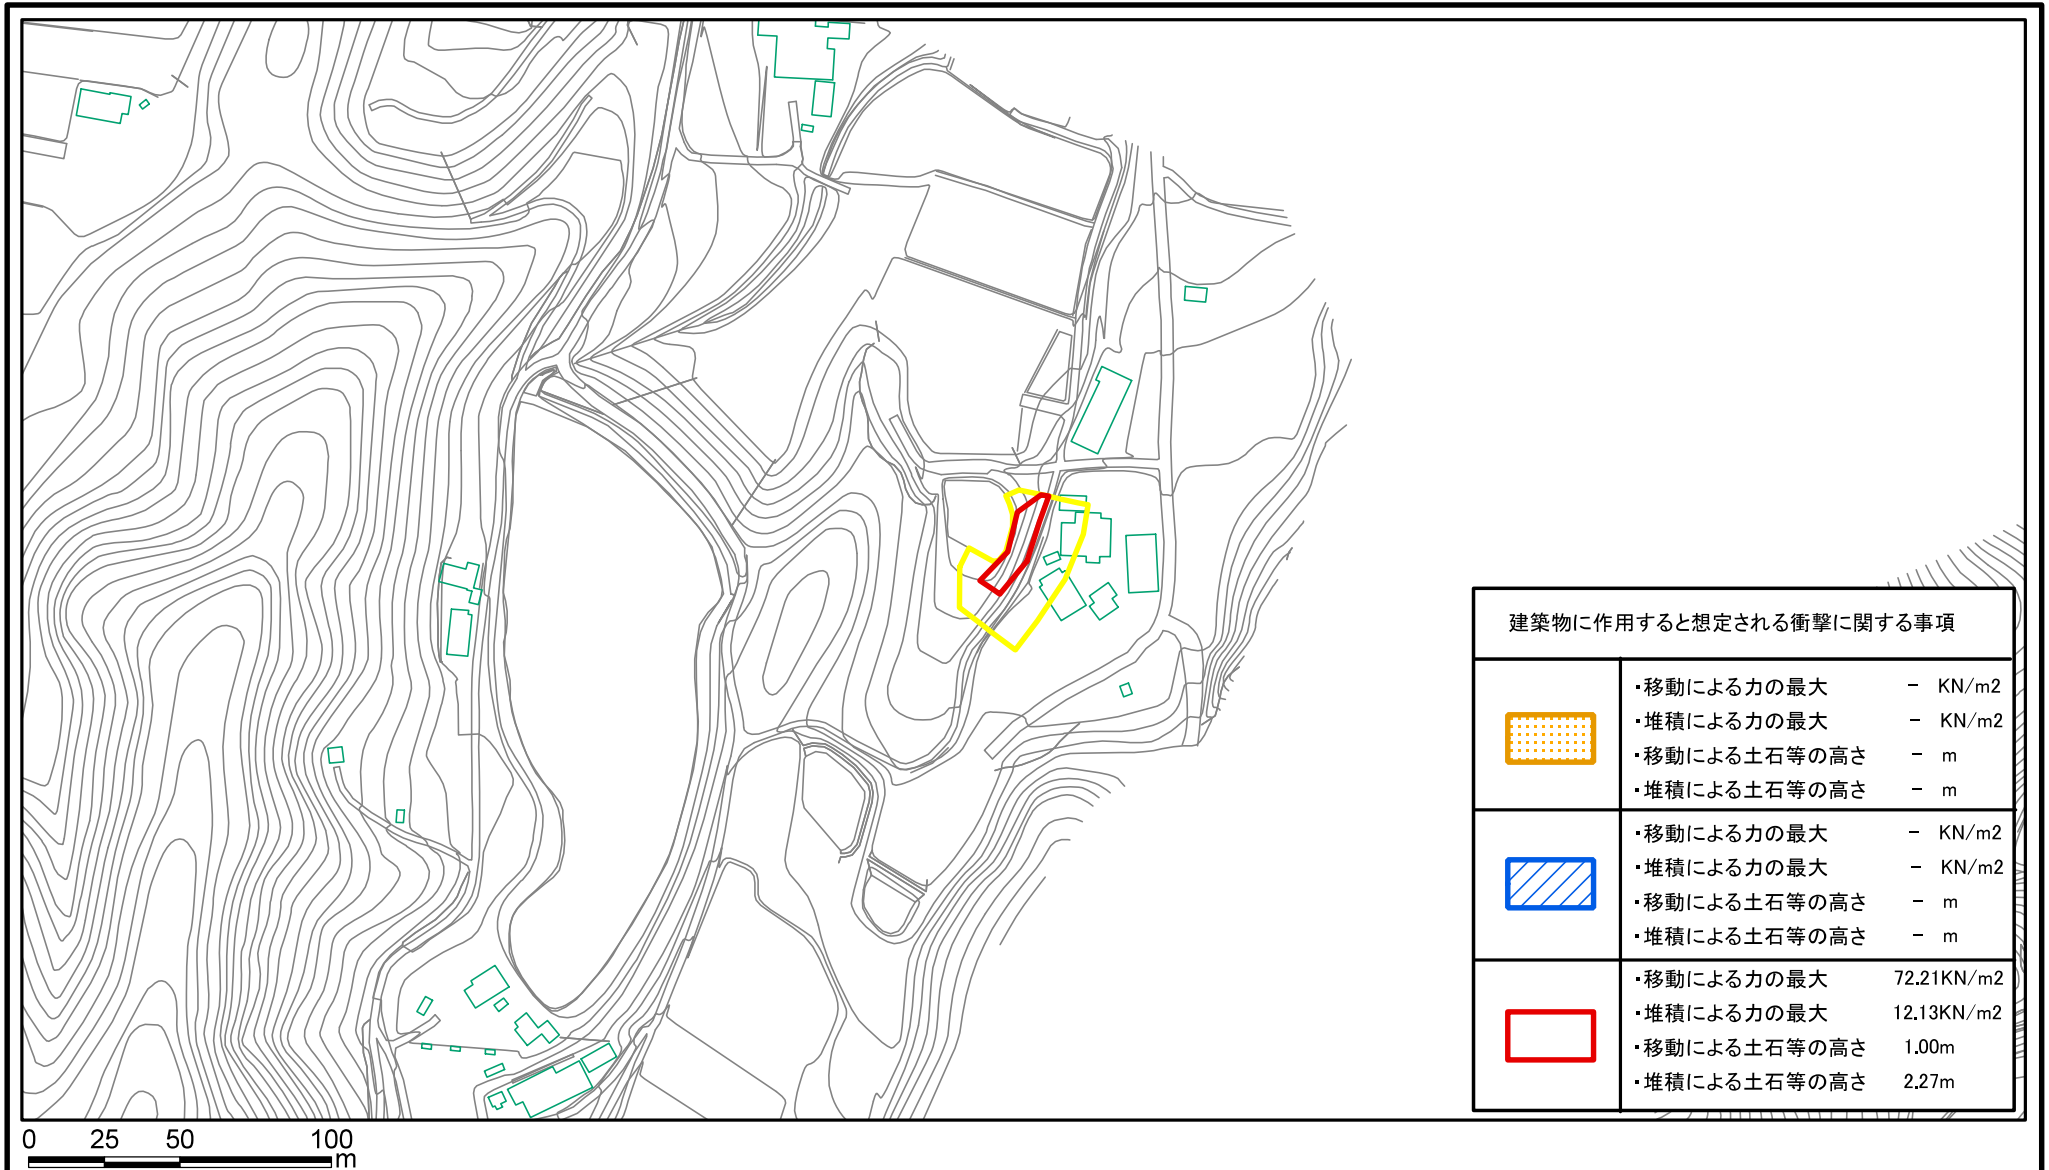 建築物に作用すると想定される衝撃に関する事項
・移動による力の最大 － KN/m2
・堆積による力の最大 － KN/m2
・移動による土石等の高さ － m
・堆積による土石等の高さ － m
・移動による力の最大 － KN/m2
・堆積による力の最大 － KN/m2
・移動による土石等の高さ － m
・堆積による土石等の高さ － m
・移動による力の最大 72.21KN/m2
・堆積による力の最大 12.13KN/m2
・移動による土石等の高さ 1.00m
・堆積による土石等の高さ 2.27m
0 25 50 100
m